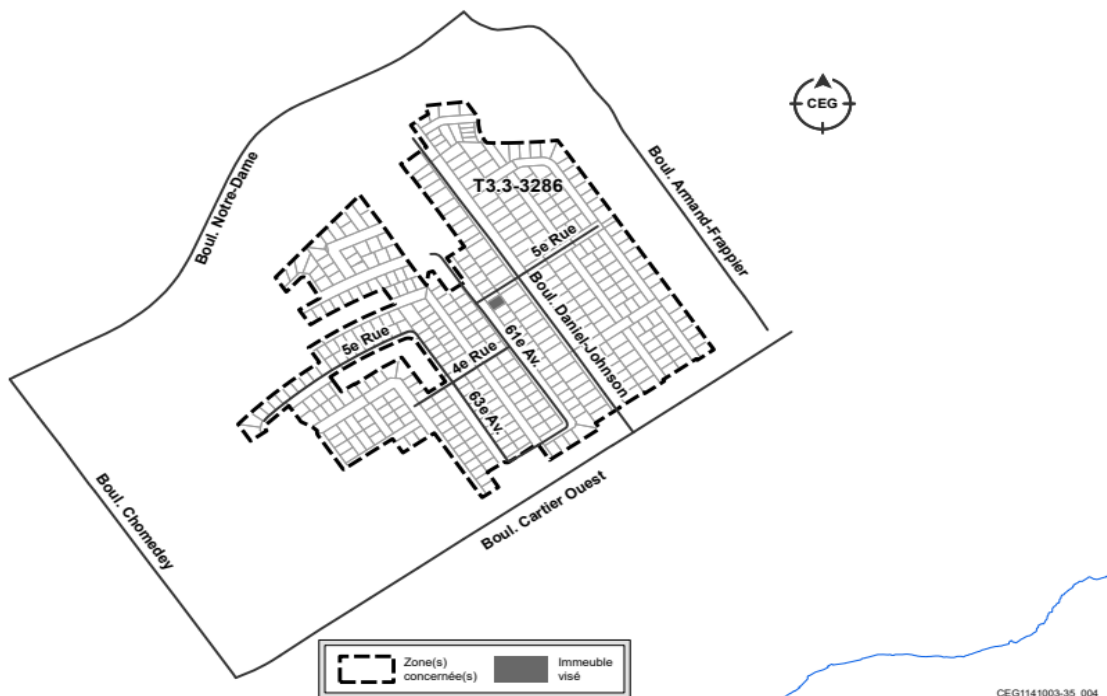 CEG
Boul. Notre-Dame
Boul. Armand-Frappier
T3.3-3286
5e Rue
Boul. Daniel-Johnson
61e Av.
5e Rue
4e Rue
63e Av.
Boul. Chomedey
Boul. Cartier Ouest
Zone(s)
concernée(s)
Immeuble
visé
CEG1141003-35_004